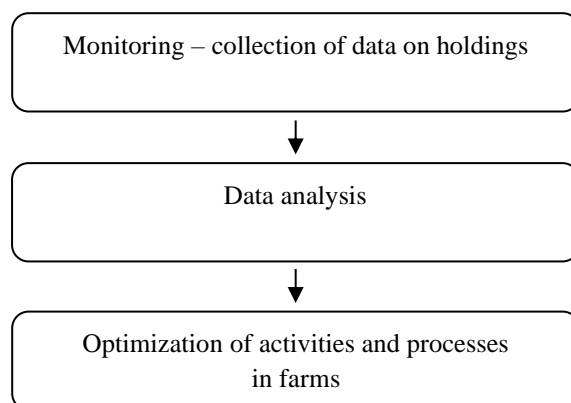 Monitoring – collection of data on holdings
Data analysis
Optimization of activities and processes
in farms